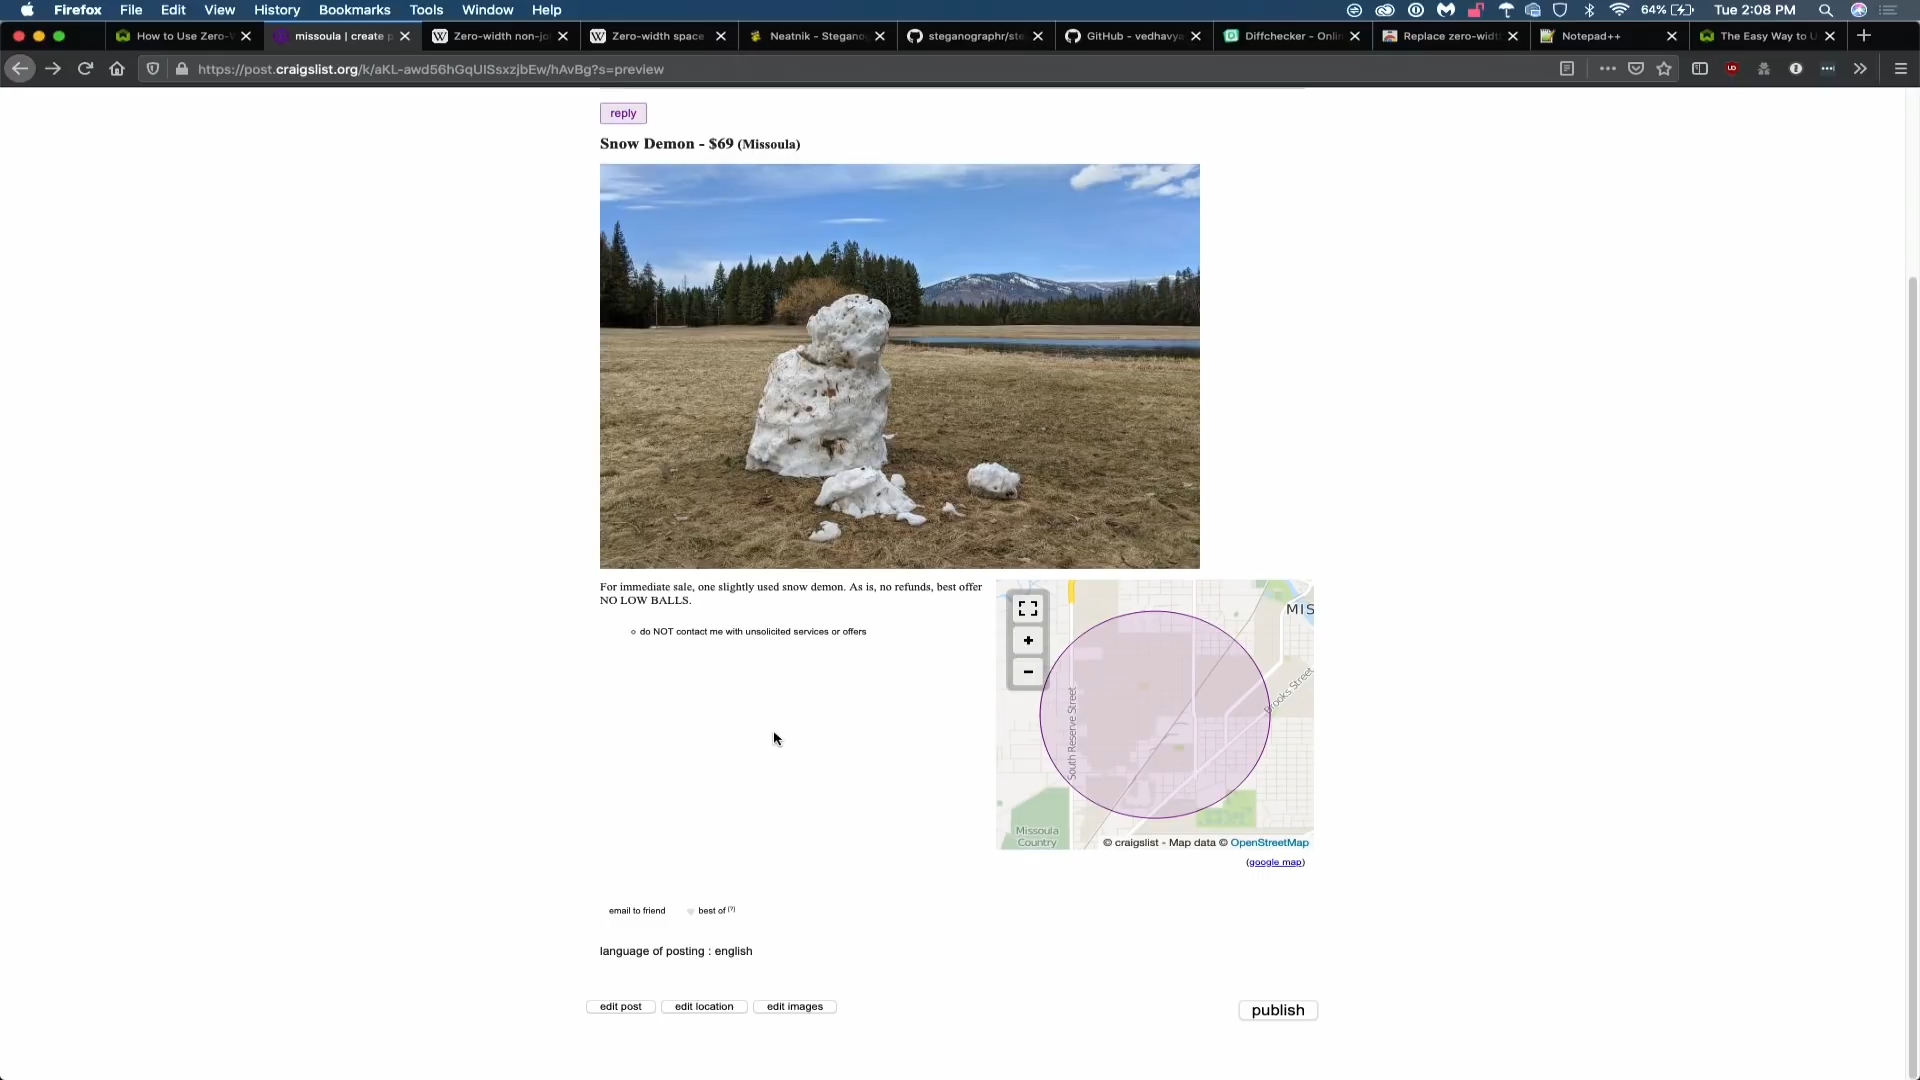 Firefox File Edit View History Bookmarks Tools Window Help 64% Tue 2:08 PM
How to Use Zero-W missoula | create p Zero-width non-jo Zero-width space Neatnik - Stegano steganographr/ste GitHub - vedhavya Diffchecker - Onlin Replace zero-widt Notepad++ The Easy Way to U
https://post.craigslist.org/k/aKL-awd56hGqUISsxzjbEw/hAvBg?s=preview
reply
Snow Demon - $69 (Missoula)
For immediate sale, one slightly used snow demon. As is, no refunds, best offer
NO LOW BALLS.
do NOT contact me with unsolicited services or offers
MIS
+
−
South Reserve Street
Brooks Street
Missoula
Country
© craigslist - Map data © OpenStreetMap
(google map)
email to friend best of [?]
language of posting : english
edit post edit location edit images publish